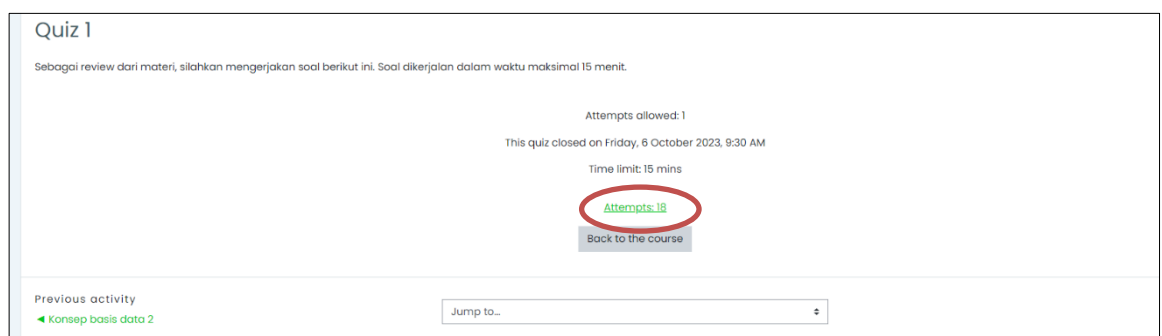 Quiz 1
Sebagai review dari materi, silahkan mengerjakan soal berikut ini. Soal dikerjalan dalam waktu maksimal 15 menit.
Attempts allowed: 1
This quiz closed on Friday, 6 October 2023, 9:30 AM
Time limit: 15 mins
Attempts: 18
Back to the course
Previous activity
◄ Konsep basis data 2
Jump to...